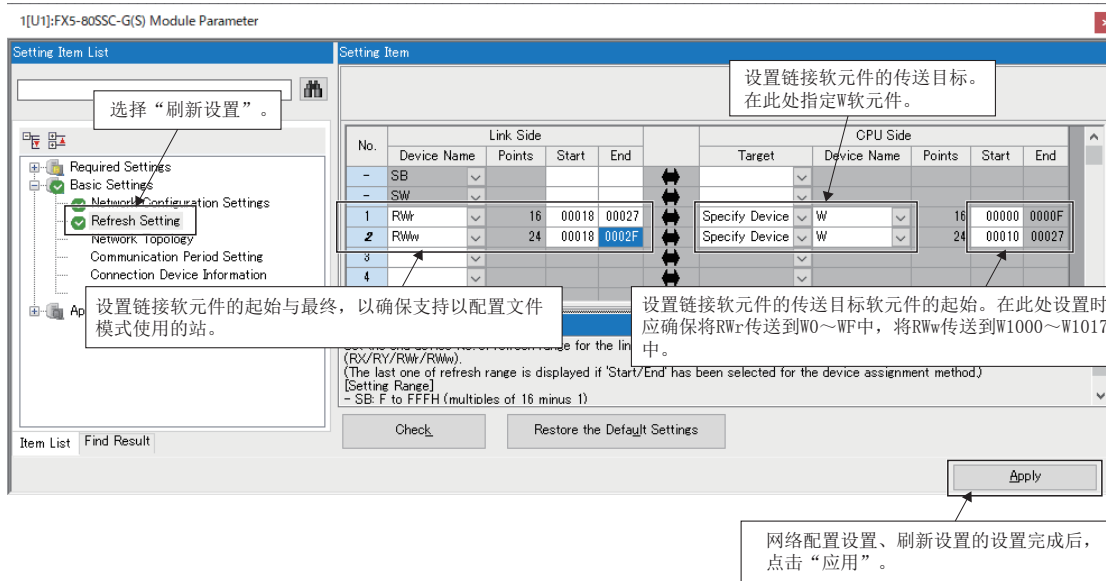 1[U1]:FX5-80SSC-G(S) Module Parameter
Setting Item List
Setting Item
设置链接软元件的传送目标。
在此处指定W软元件。
选择“刷新设置”。
No. Link Side CPU Side
Device Name Points Start End Target Device Name Points Start End
- SB
- SW
1 RWr 16 00018 00027 Specify Device W 16 00000 0000F
2 RWw 24 00018 0002F Specify Device W 24 00010 00027
3
4
Required Settings
Basic Settings
Network Configuration Settings
Refresh Setting
Network Topology
Communication Period Setting
Connection Device Information
Ap
设置链接软元件的起始与最终，以确保支持以配置文件
模式使用的站。
设置链接软元件的传送目标软元件的起始。在此处设置时
应确保将RWr传送到W0～WF中，将RWw传送到W1000～W1017
中。
for the lin
(RX/RY/RWr/RWw).
(The last one of refresh range is displayed if 'Start/End' has been selected for the device assignment method.)
[Setting Range]
- SB: F to FFFH (multiples of 16 minus 1)
Item List Find Result
Check Restore the Default Settings
Apply
网络配置设置、刷新设置的设置完成后，
点击“应用”。